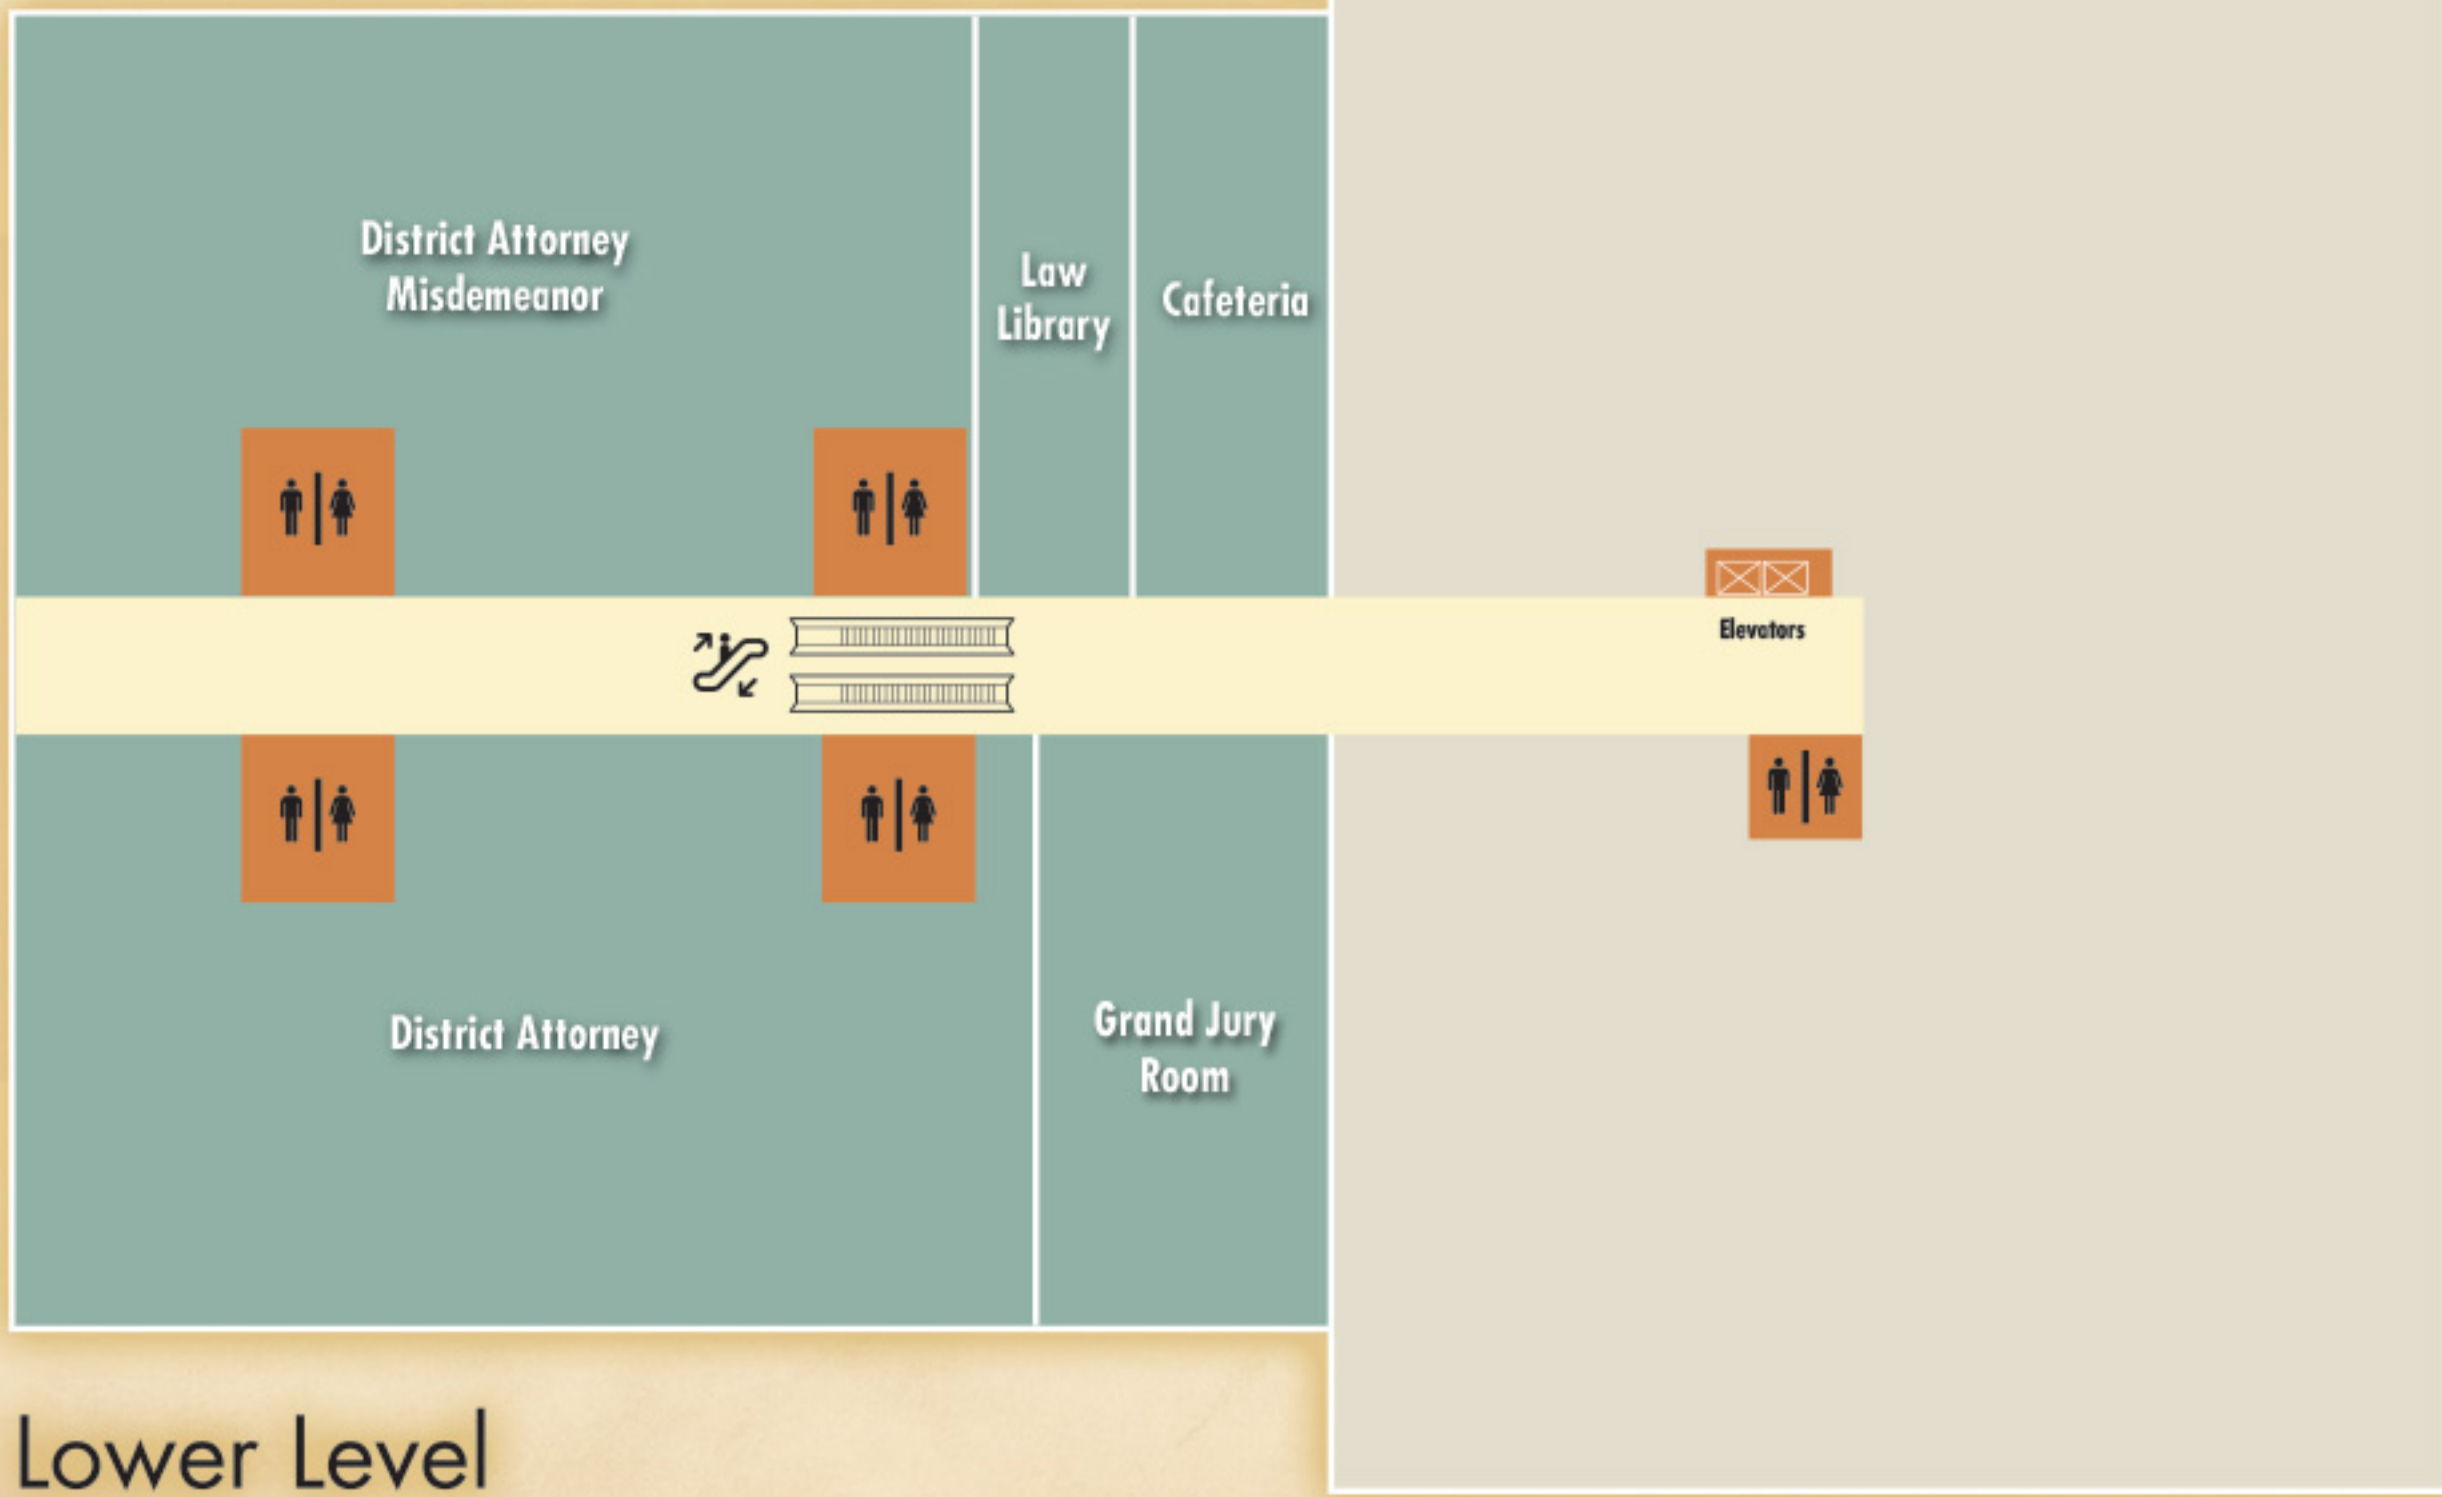 District Attorney
Misdemeanor
Law
Library
Cafeteria
Elevators
District Attorney
Grand Jury
Room
Lower Level